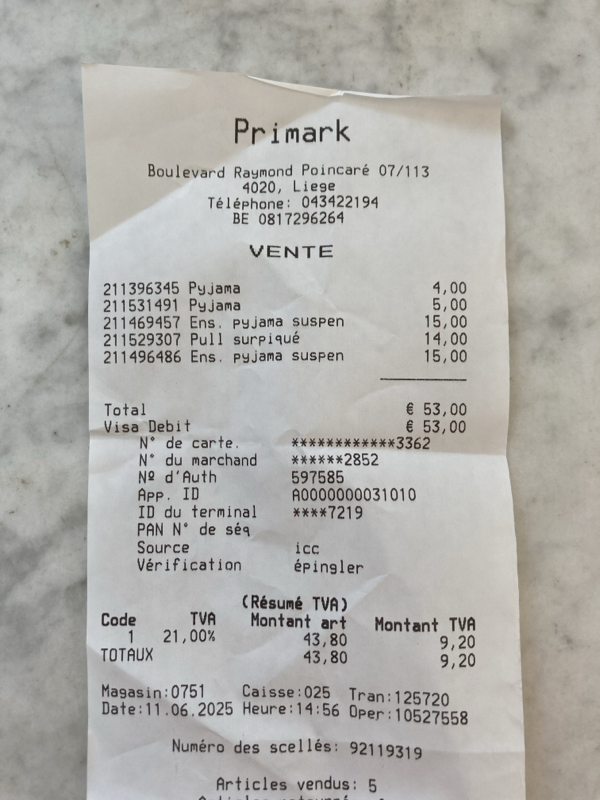 Primark
Boulevard Raymond Poincaré 07/113
4020, Liege
Téléphone: 043422194
BE 0817296264
VENTE
211396345 Pyjama 4,00
211531491 Pyjama 5,00
211469457 Ens. pyjama suspen 15,00
211529307 Pull surpiqué 14,00
211496486 Ens. pyjama suspen 15,00
Total € 53,00
Visa Debit € 53,00
N° de carte. ************3362
N° du marchand ******2852
Nº d'Auth 597585
App. ID A0000000031010
ID du terminal ****7219
PAN N° de séq
Source icc
Vérification épingler
(Résumé TVA)
Code TVA Montant art Montant TVA
1 21,00% 43,80 9,20
TOTAUX 43,80 9,20
Magasin:0751 Caisse:025 Tran:125720
Date:11.06.2025 Heure:14:56 Oper:10527558
Numéro des scellés: 92119319
Articles vendus: 5